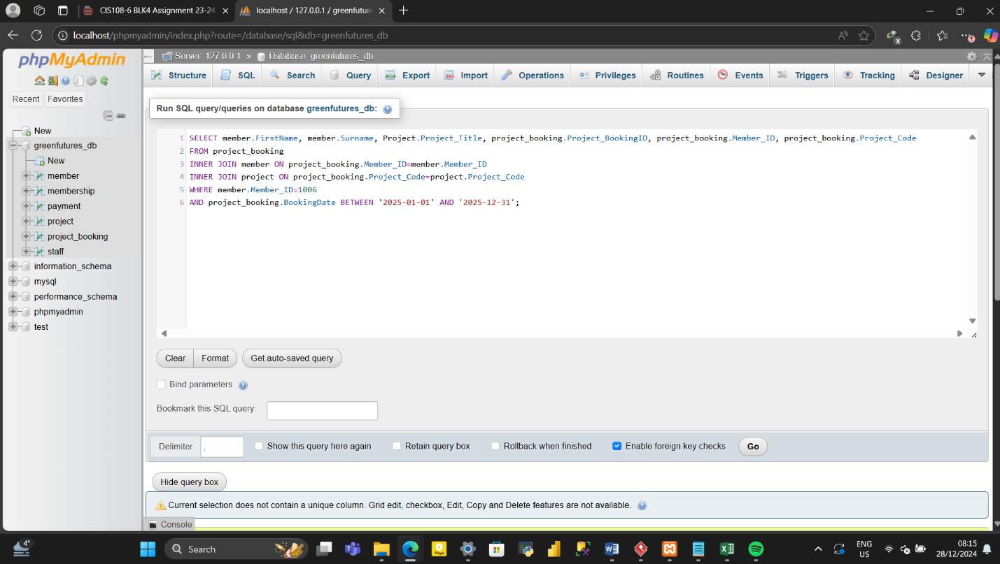 CIS108-6 BLK4 Assignment 23-24
localhost / 127.0.0.1 / greenfuture
localhost/phpmyadmin/index.php?route=/database/sql&db=greenfutures_db
phpMyAdmin
Recent
Favorites
New
greenfutures_db
New
member
membership
payment
project
project_booking
staff
information_schema
mysql
performance_schema
phpmyadmin
test
Server 127 0 0 1 » Database greenfutures_db
Structure SQL Search Query Export Import Operations Privileges Routines Events Triggers Tracking Designer
Run SQL query/queries on database greenfutures_db:
1 SELECT member.FirstName, member.Surname, Project.Project_Title, project_booking.Project_BookingID, project_booking.Member_ID, project_booking.Project_Code
2 FROM project_booking
3 INNER JOIN member ON project_booking.Member_ID=member.Member_ID
4 INNER JOIN project ON project_booking.Project_Code=project.Project_Code
5 WHERE member.Member_ID=1006
6 AND project_booking.BookingDate BETWEEN '2025-01-01' AND '2025-12-31';
Clear Format Get auto-saved query
Bind parameters
Bookmark this SQL query:
Delimiter ; Show this query here again Retain query box Rollback when finished Enable foreign key checks Go
Hide query box
Current selection does not contain a unique column. Grid edit, checkbox, Edit, Copy and Delete features are not available.
Console
4°
Search
ENG
US
08:15
28/12/2024